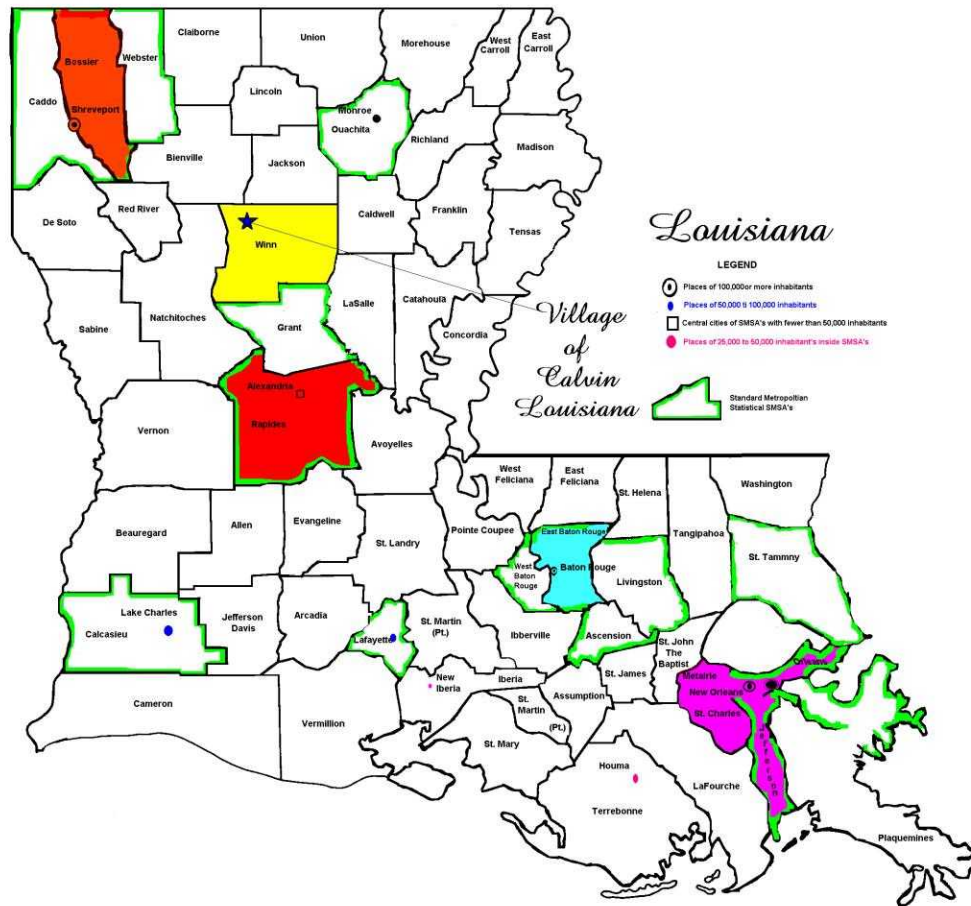 Claiborne
Union
Morehouse
West
Carroll
East
Carroll
Bossier
Webster
Caddo
Shreveport
Lincoln
Monroe
Ouachita
Richland
Madison
Bienville
Jackson
De Soto
Red River
Caldwell
Franklin
Tensas
Winn
Louisiana
LEGEND
Places of 100,000or more inhabitants
Places of 50,000 ti 100,000 inhabitants
Central cities of SMSA's with fewer than 50,000 inhabitants
Places of 25,000 to 50,000 inhabitant's inside SMSA's
Standard Metropoltian
Statistical SMSA's
Village
of
Calvin
Louisiana
Sabine
Natchitoches
Grant
LaSalle
Catahoula
Concordia
Alexandria
Rapides
Vernon
Avoyelles
West
Feliciana
East
Feliciana
St. Helena
Washington
Beauregard
Allen
Evangeline
St. Landry
Pointe Coupee
East Baton Rouge
Tangipahoa
St. Tammny
West
Baton
Rouge
Baton Rouge
Livingston
Lake Charles
Calcasieu
Jefferson
Davis
Arcadia
Lafayette
St. Martin
(Pt.)
Ibberville
Ascension
St. John
The
Baptist
Orleans
Metairie
New Orleans
St. Charles
Jefferson
Cameron
Vermillion
New
Iberia
Iberia
St.
Martin
(Pt.)
Assumption
St. James
St. Mary
Houma
Terrebonne
LaFourche
Plaquemines